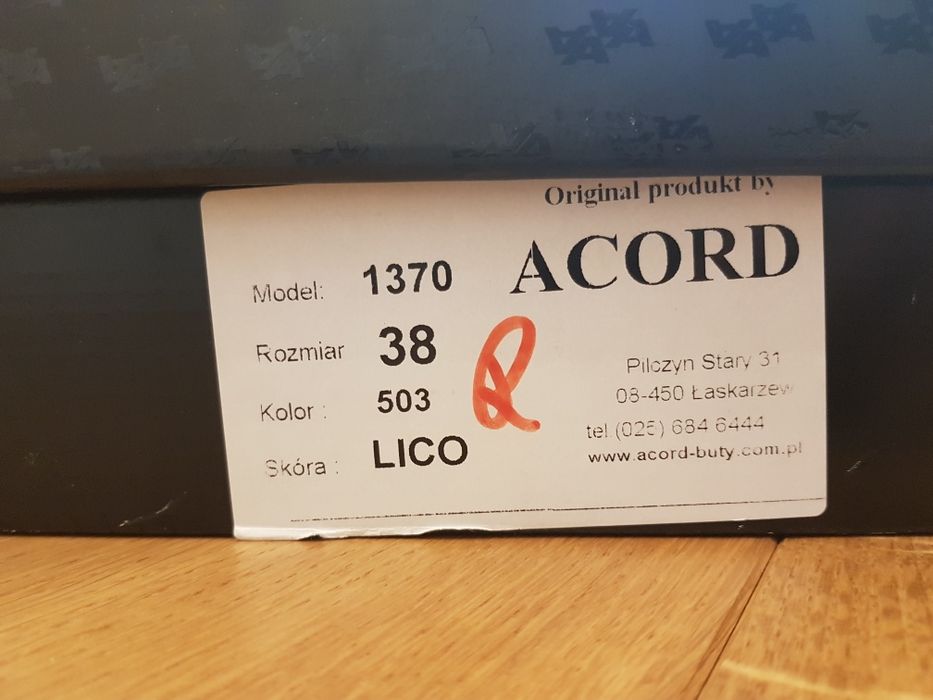 Original produkt by
ACORD
Model: 1370
Rozmiar 38
Kolor : 503
Skóra : LICO
Pilczyn Stary 31
08-450 Łaskarzew
tel.(025) 684 6444
www.acord-buty.com.pl